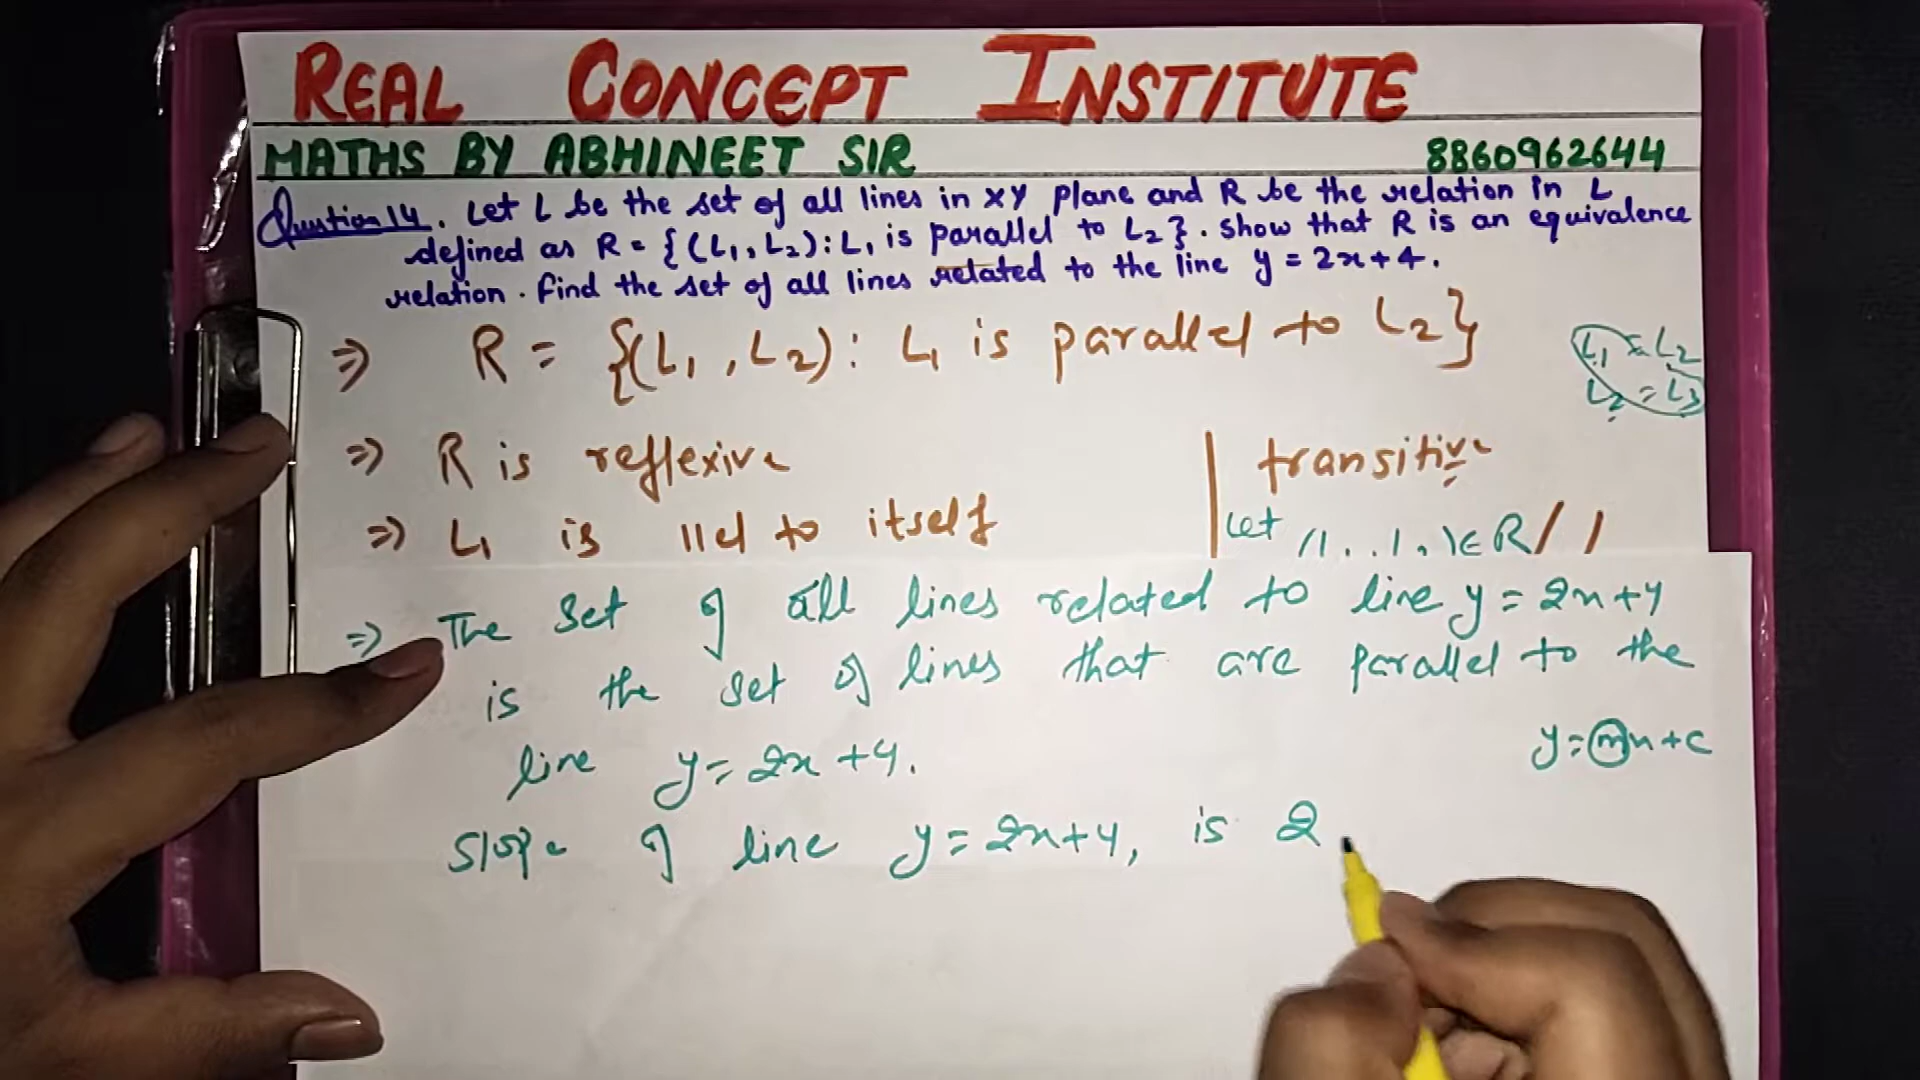 REAL CONCEPT INSTITUTE
MATHS BY ABHINEET SIR 8860962644
Question 14. Let L be the set of all lines in XY plane and R be the relation in L
defined as R = {(L₁, L₂): L₁ is parallel to L₂}. Show that R is an equivalence
relation. Find the set of all lines related to the line y = 2x + 4.
⇒ R = {(L₁, L₂): L₁ is parallel to L₂}
L₁ = L₂
L₂ = L₃
⇒ R is reflexive
⇒ L₁ is ||el to itself
transitive
Let ∈ R
⇒ The set of all lines related to line y = 2x+4
is the set of lines that are parallel to the
line y = 2x + 4.
y = mx + c
Slope of line y = 2x+4, is 2